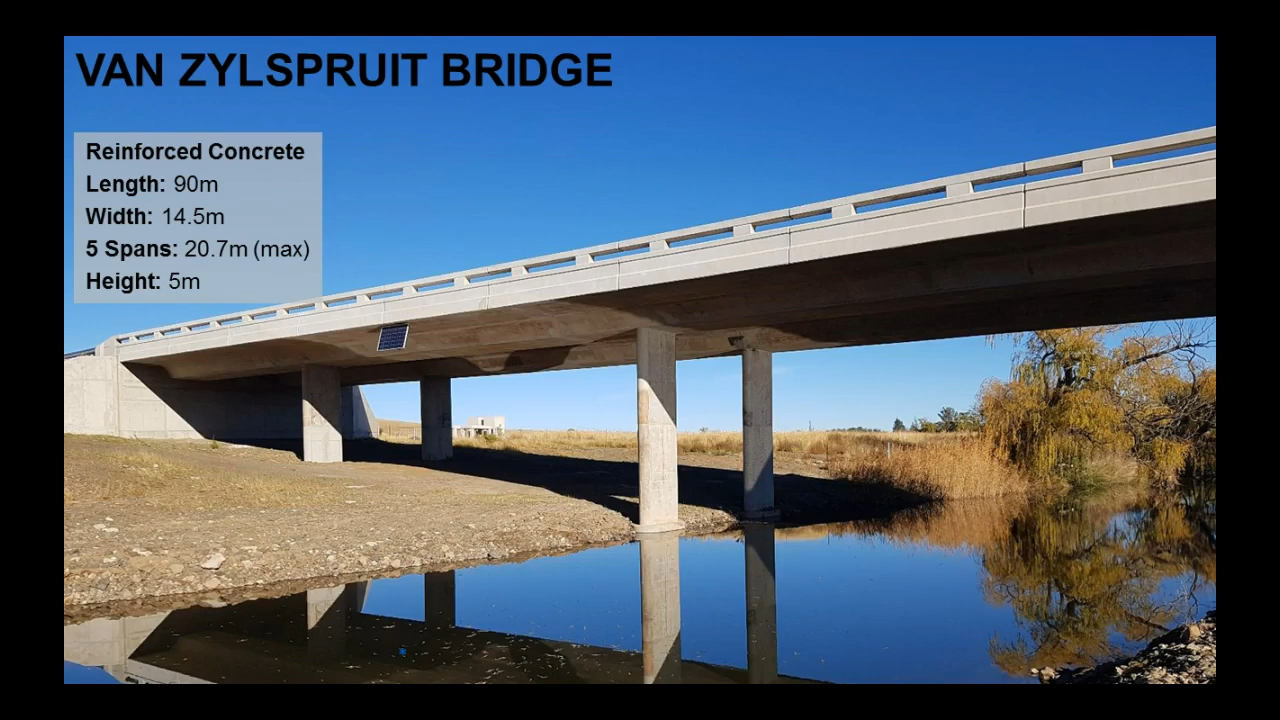 VAN ZYLSPRUIT BRIDGE
Reinforced Concrete
Length: 90m
Width: 14.5m
5 Spans: 20.7m (max)
Height: 5m